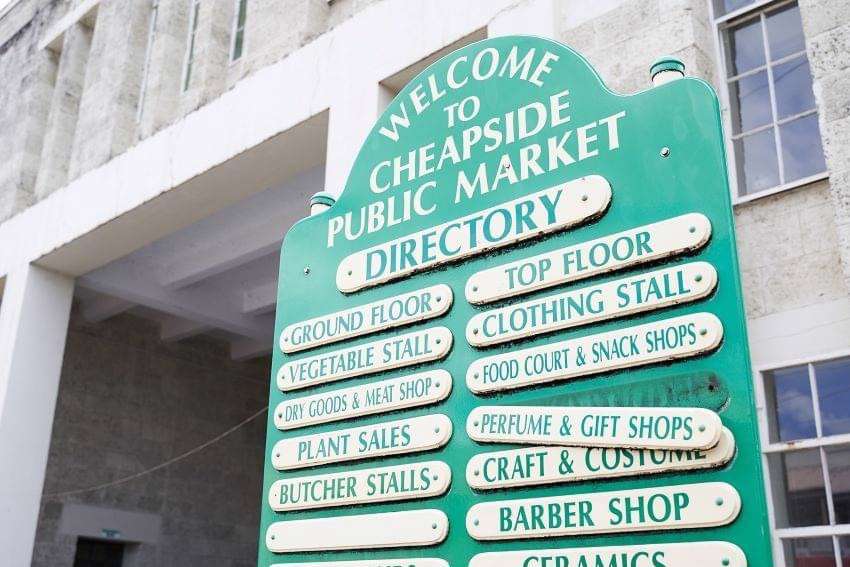 WELCOME
TO
CHEAPSIDE
PUBLIC MARKET
DIRECTORY
GROUND FLOOR
VEGETABLE STALL
DRY GOODS & MEAT SHOP
PLANT SALES
BUTCHER STALLS
TOP FLOOR
CLOTHING STALL
FOOD COURT & SNACK SHOPS
PERFUME & GIFT SHOPS
CRAFT & COSTUME
BARBER SHOP
CERAMICS